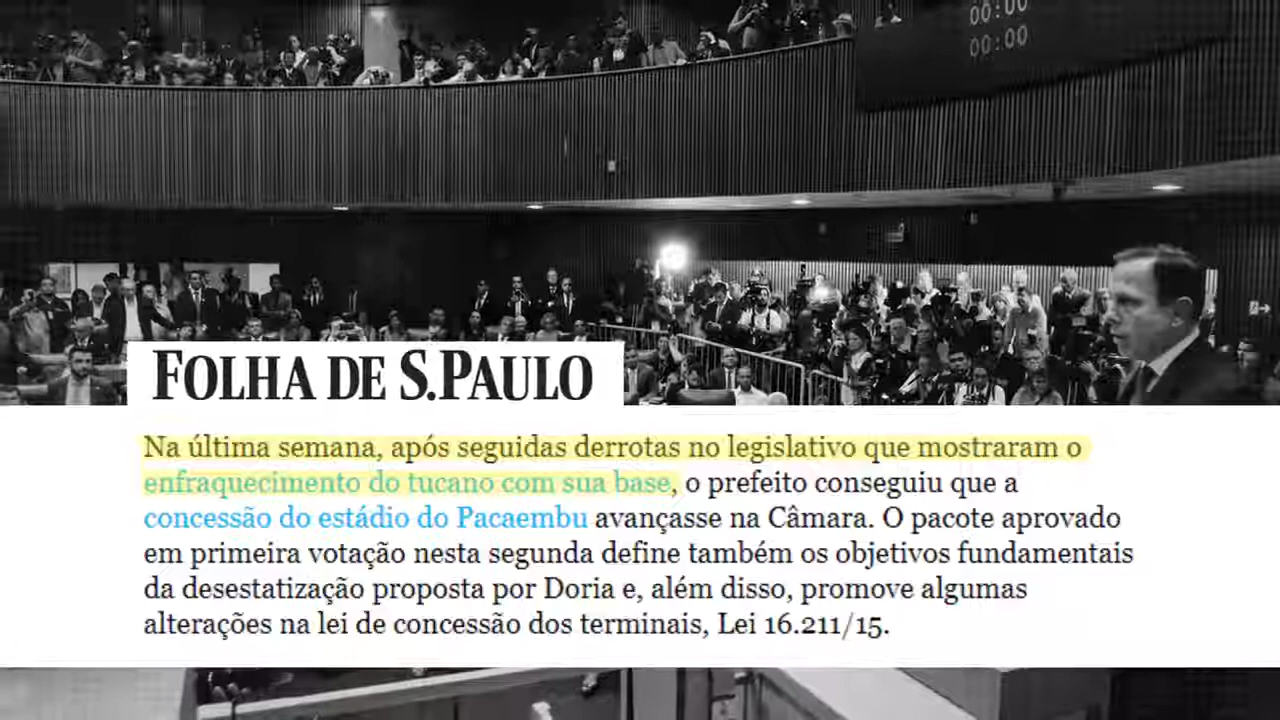 00:00
00:00
FOLHA DE S.PAULO
Na última semana, após seguidas derrotas no legislativo que mostraram o
enfraquecimento do tucano com sua base, o prefeito conseguiu que a
concessão do estádio do Pacaembu avançasse na Câmara. O pacote aprovado
em primeira votação nesta segunda define também os objetivos fundamentais
da desestatização proposta por Doria e, além disso, promove algumas
alterações na lei de concessão dos terminais, Lei 16.211/15.